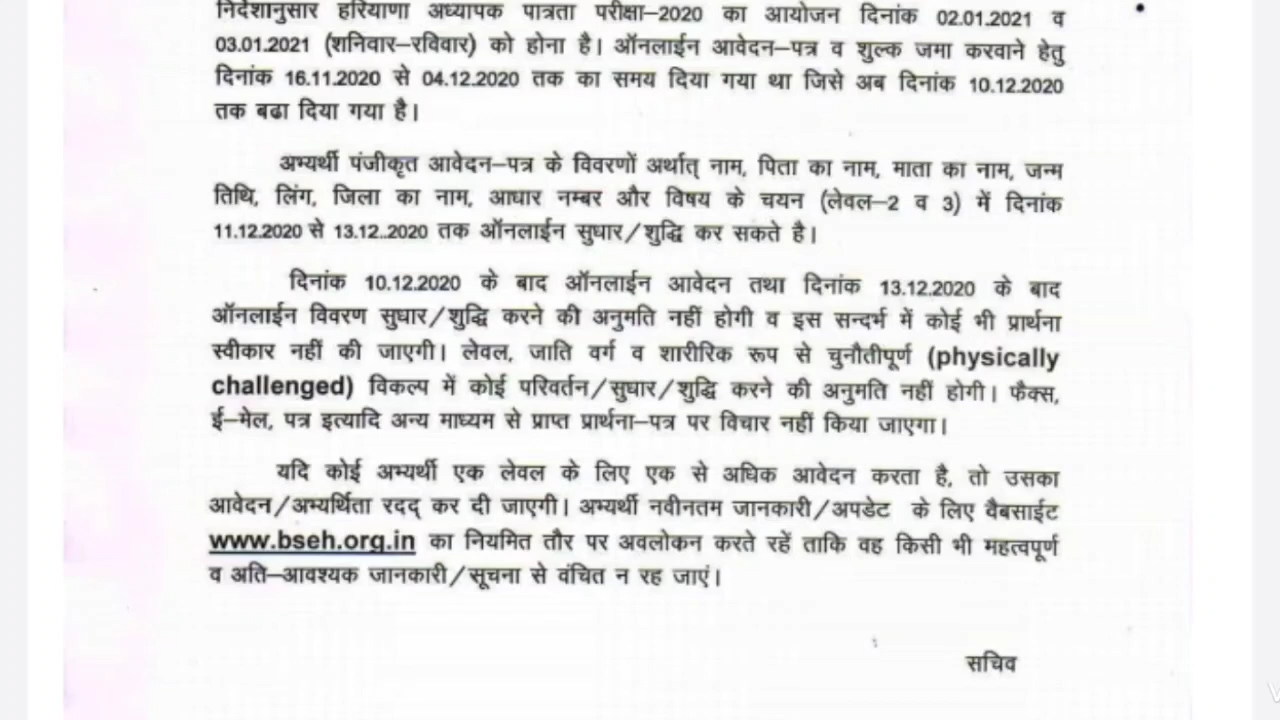 निर्देशानुसार हरियाणा अध्यापक पात्रता परीक्षा–2020 का आयोजन दिनांक 02.01.2021 व
03.01.2021 (शनिवार–रविवार) को होना है। ऑनलाईन आवेदन–पत्र व शुल्क जमा करवाने हेतु
दिनांक 16.11.2020 से 04.12.2020 तक का समय दिया गया था जिसे अब दिनांक 10.12.2020
तक बढा दिया गया है।
अभ्यर्थी पंजीकृत आवेदन–पत्र के विवरणों अर्थात् नाम, पिता का नाम, माता का नाम, जन्म
तिथि, लिंग, जिला का नाम, आधार नम्बर और विषय के चयन (लेवल–2 व 3) में दिनांक
11.12.2020 से 13.12..2020 तक ऑनलाईन सुधार/शुद्धि कर सकते है।
दिनांक 10.12.2020 के बाद ऑनलाईन आवेदन तथा दिनांक 13.12.2020 के बाद
ऑनलाईन विवरण सुधार/शुद्धि करने की अनुमति नहीं होगी व इस सन्दर्भ में कोई भी प्रार्थना
स्वीकार नहीं की जाएगी। लेवल, जाति वर्ग व शारीरिक रूप से चुनौतीपूर्ण (physically
challenged) विकल्प में कोई परिवर्तन/सुधार/शुद्धि करने की अनुमति नहीं होगी। फैक्स,
ई–मेल, पत्र इत्यादि अन्य माध्यम से प्राप्त प्रार्थना–पत्र पर विचार नहीं किया जाएगा।
यदि कोई अभ्यर्थी एक लेवल के लिए एक से अधिक आवेदन करता है, तो उसका
आवेदन/अभ्यर्थिता रदद् कर दी जाएगी। अभ्यर्थी नवीनतम जानकारी/अपडेट के लिए वैबसाईट
www.bseh.org.in का नियमित तौर पर अवलोकन करते रहें ताकि वह किसी भी महत्वपूर्ण
व अति–आवश्यक जानकारी/सूचना से वंचित न रह जाएं।
सचिव